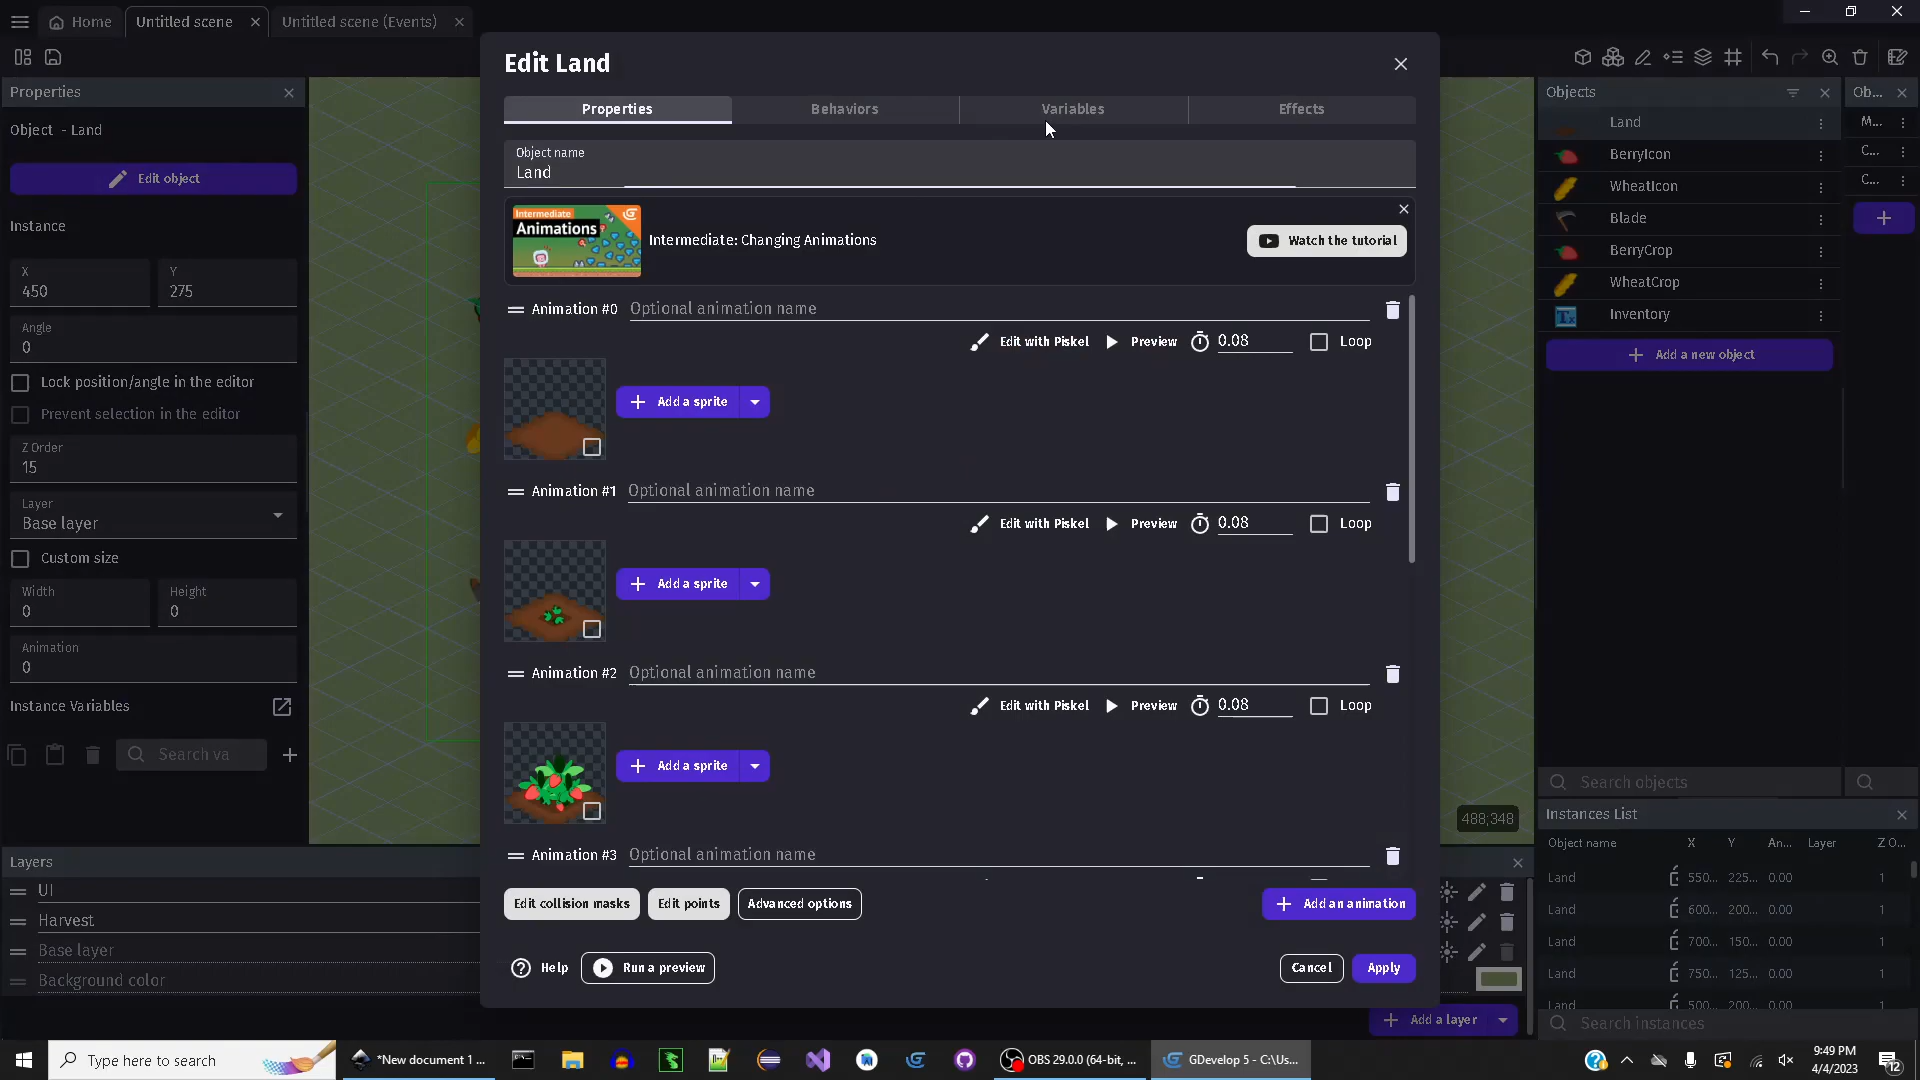 Home
Untitled scene
Untitled scene (Events)
Properties
Object - Land
Edit object
Instance
X
450
Y
275
Angle
0
Lock position/angle in the editor
Prevent selection in the editor
Z Order
15
Layer
Base layer
Custom size
Width
0
Height
0
Animation
0
Instance Variables
Search va
Layers
UI
Harvest
Base layer
Background color
Edit Land
Properties
Behaviors
Variables
Effects
Object name
Land
Intermediate
Animations
Intermediate: Changing Animations
Watch the tutorial
Animation #0 Optional animation name
Edit with Piskel
Preview
0.08
Loop
Add a sprite
Animation #1 Optional animation name
Edit with Piskel
Preview
0.08
Loop
Add a sprite
Animation #2 Optional animation name
Edit with Piskel
Preview
0.08
Loop
Add a sprite
Animation #3 Optional animation name
Edit collision masks
Edit points
Advanced options
Add an animation
Help
Run a preview
Cancel
Apply
488;348
Add a layer
Objects
Land
BerryIcon
WheatIcon
Blade
BerryCrop
WheatCrop
Inventory
Add a new object
Search objects
Ob...
M...
C...
C...
Instances List
Object name X Y An... Layer Z O...
Land 550... 225... 0.00 1
Land 600... 200... 0.00 1
Land 700... 150... 0.00 1
Land 750... 125... 0.00 1
Land 500... 200... 0.00 1
Search instances
Type here to search
*New document 1 ...
OBS 29.0.0 (64-bit, ...
GDevelop 5 - C:\Us...
9:49 PM
4/4/2023
12